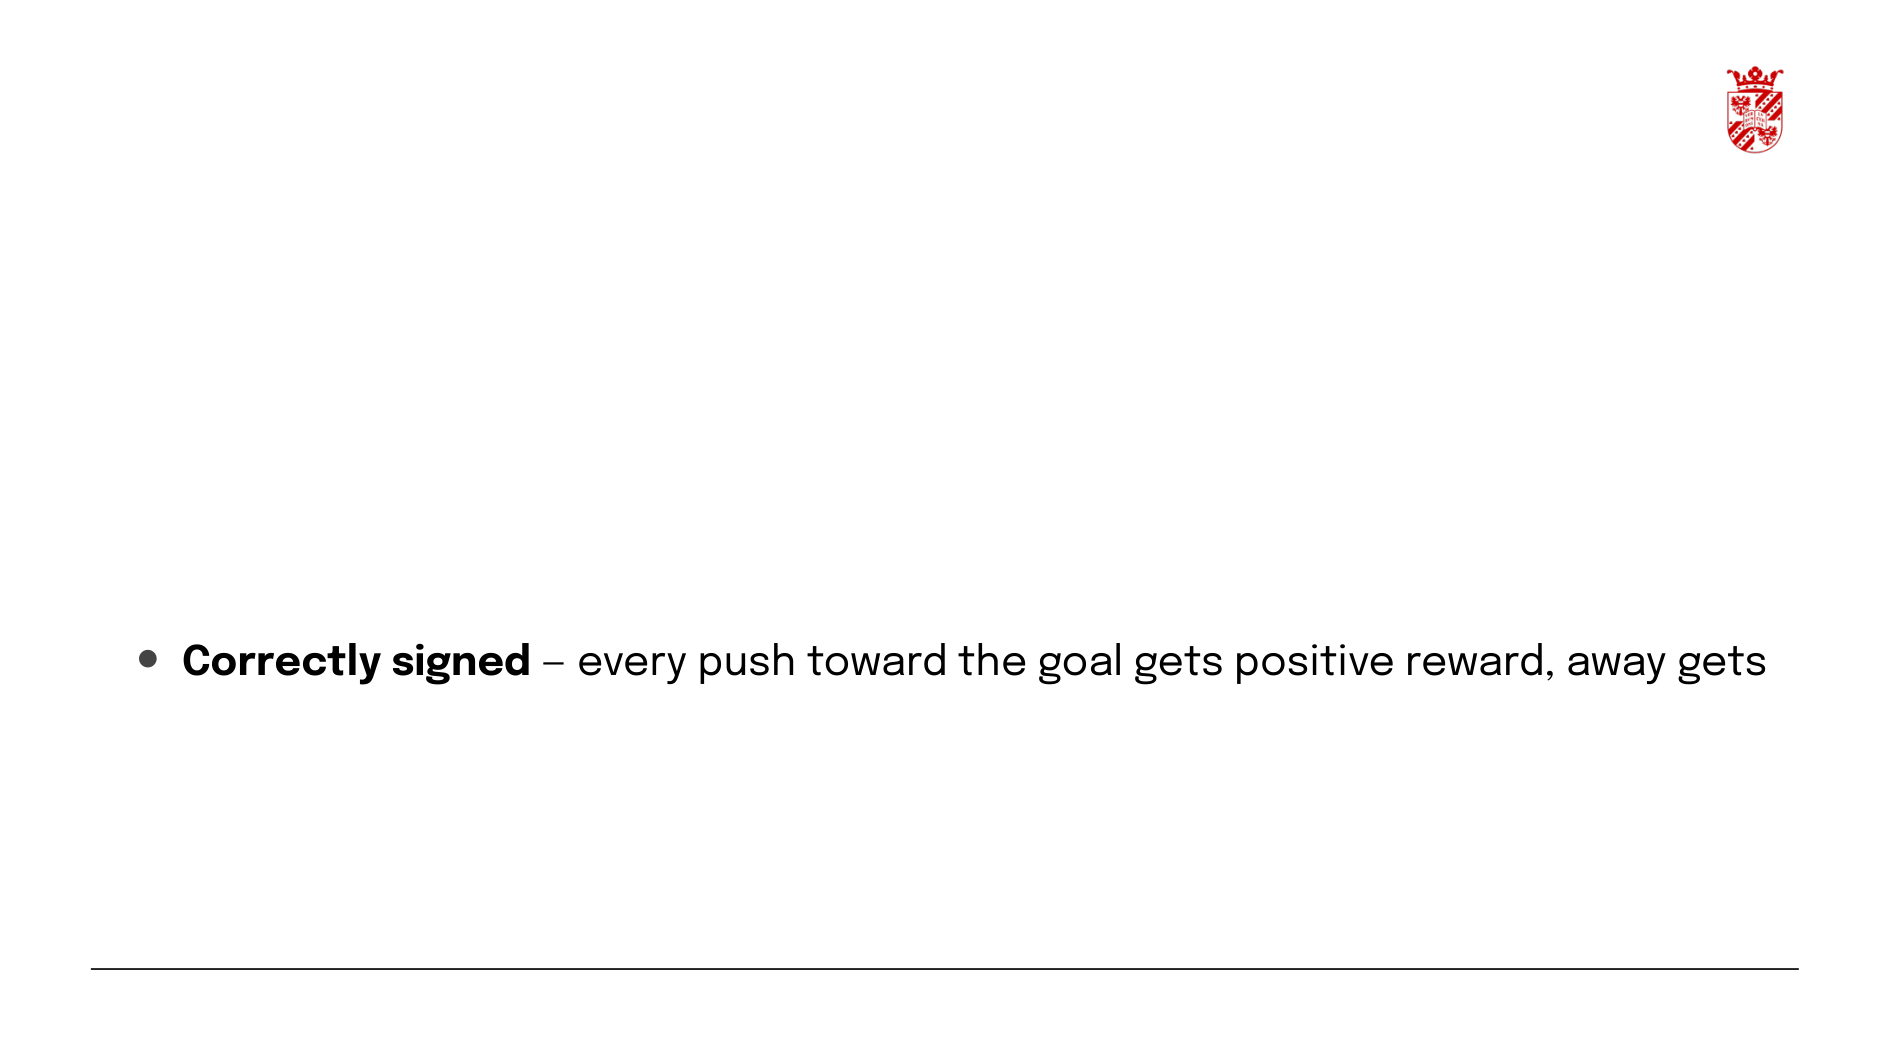 • Correctly signed – every push toward the goal gets positive reward, away gets